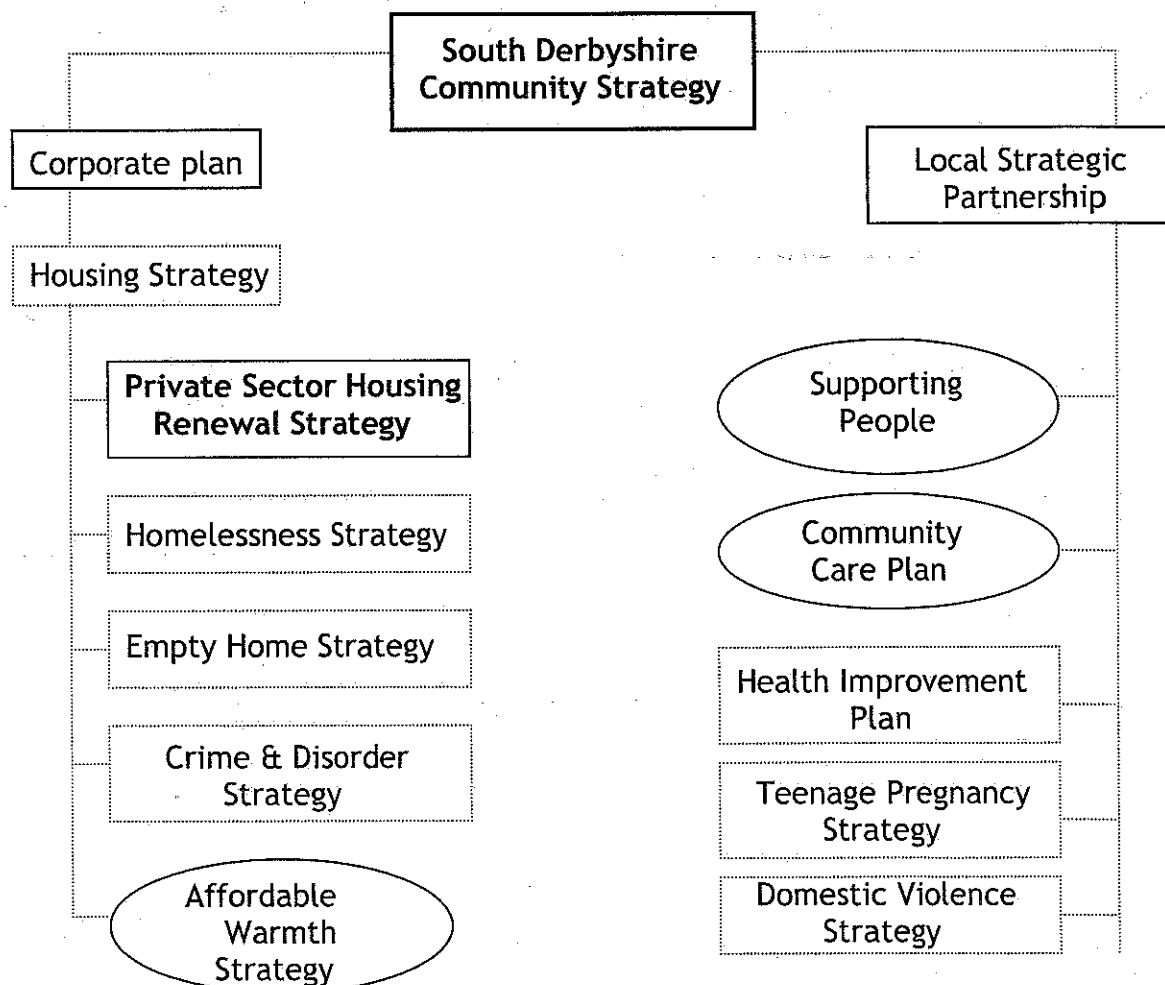 South Derbyshire
Community Strategy
Corporate plan
Local Strategic
Partnership
Housing Strategy
Private Sector Housing
Renewal Strategy
Supporting
People
Homelessness Strategy
Community
Care Plan
Empty Home Strategy
Health Improvement
Plan
Crime & Disorder
Strategy
Teenage Pregnancy
Strategy
Affordable
Warmth
Strategy
Domestic Violence
Strategy